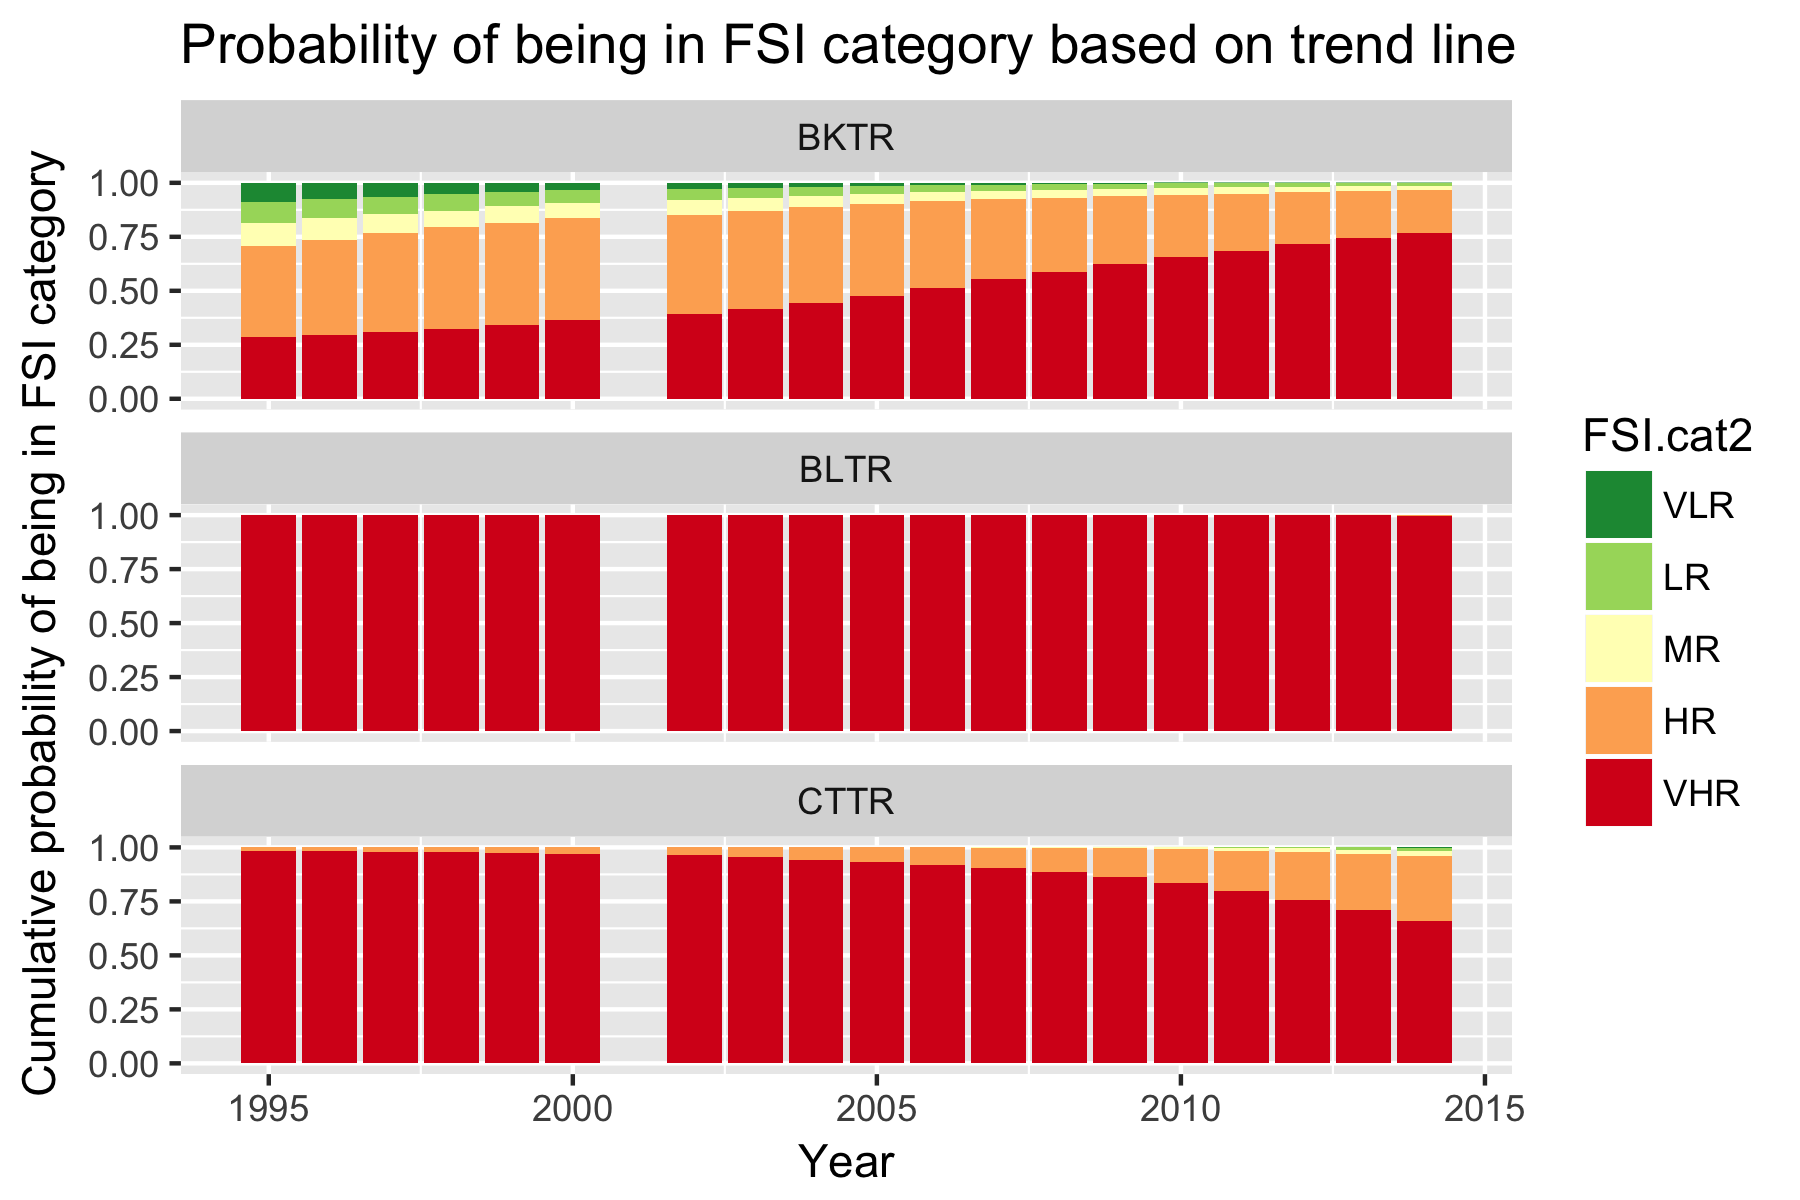 Probability of being in FSI category based on trend line
Cumulative probability of being in FSI category
BKTR
1.00
0.75
0.50
0.25
0.00
BLTR
1.00
0.75
0.50
0.25
0.00
CTTR
1.00
0.75
0.50
0.25
0.00
1995 2000 2005 2010 2015
Year
FSI.cat2
VLR
LR
MR
HR
VHR